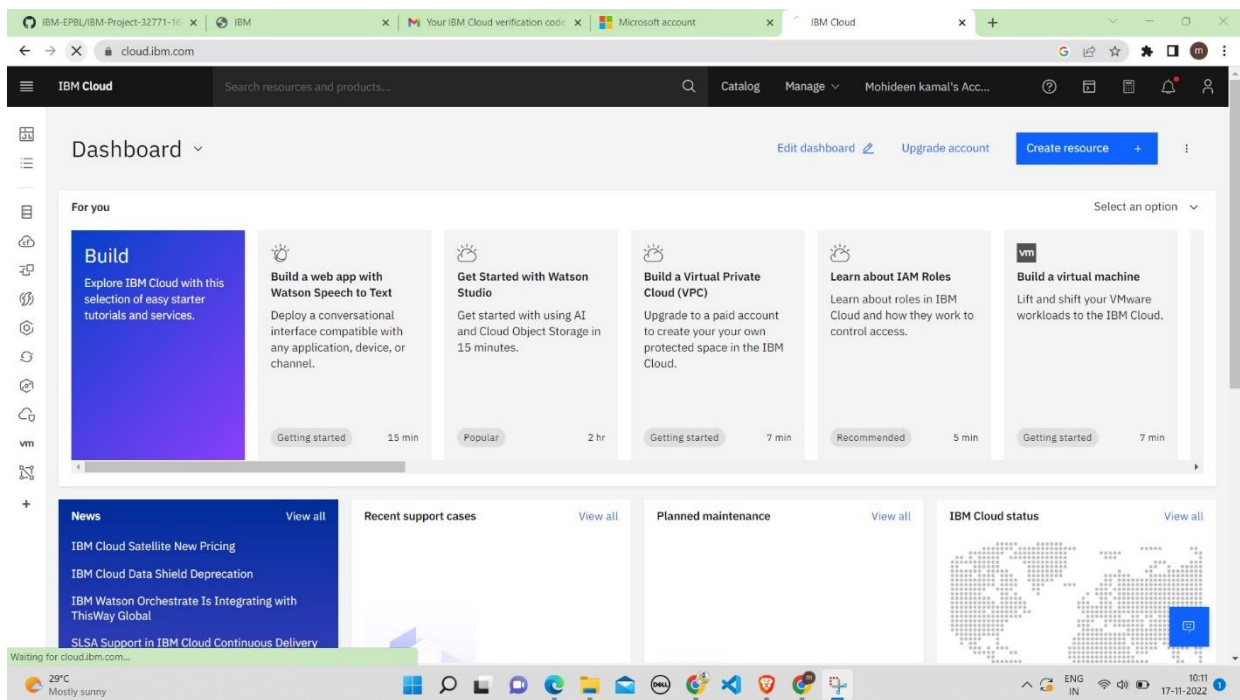 IBM-EPBL/IBM-Project-32771-16
IBM
Your IBM Cloud verification code
Microsoft account
IBM Cloud
cloud.ibm.com
IBM Cloud
Search resources and products...
Catalog
Manage
Mohideen kamal's Acc...
Dashboard
Edit dashboard
Upgrade account
Create resource +
For you
Select an option
Build
Explore IBM Cloud with this
selection of easy starter
tutorials and services.
Build a web app with
Watson Speech to Text
Deploy a conversational
interface compatible with
any application, device, or
channel.
Getting started 15 min
Get Started with Watson
Studio
Get started with using AI
and Cloud Object Storage in
15 minutes.
Popular 2 hr
Build a Virtual Private
Cloud (VPC)
Upgrade to a paid account
to create your your own
protected space in the IBM
Cloud.
Getting started 7 min
Learn about IAM Roles
Learn about roles in IBM
Cloud and how they work to
control access.
Recommended 5 min
vm
Build a virtual machine
Lift and shift your VMware
workloads to the IBM Cloud.
Getting started 7 min
vm
News View all
IBM Cloud Satellite New Pricing
IBM Cloud Data Shield Deprecation
IBM Watson Orchestrate Is Integrating with
ThisWay Global
SLSA Support in IBM Cloud Continuous Delivery
Recent support cases View all
Planned maintenance View all
IBM Cloud status View all
Waiting for cloud.ibm.com...
29°C
Mostly sunny
DELL
ENG
IN
10:11
17-11-2022
1